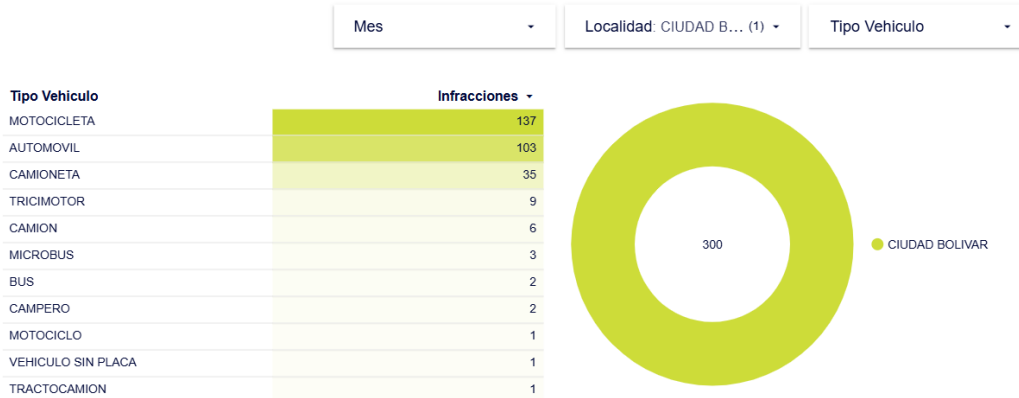 Mes
Localidad: CIUDAD B... (1)
Tipo Vehiculo
Tipo Vehiculo Infracciones
MOTOCICLETA 137
AUTOMOVIL 103
CAMIONETA 35
TRICIMOTOR 9
CAMION 6
MICROBUS 3
BUS 2
CAMPERO 2
MOTOCICLO 1
VEHICULO SIN PLACA 1
TRACTOCAMION 1
300
CIUDAD BOLIVAR